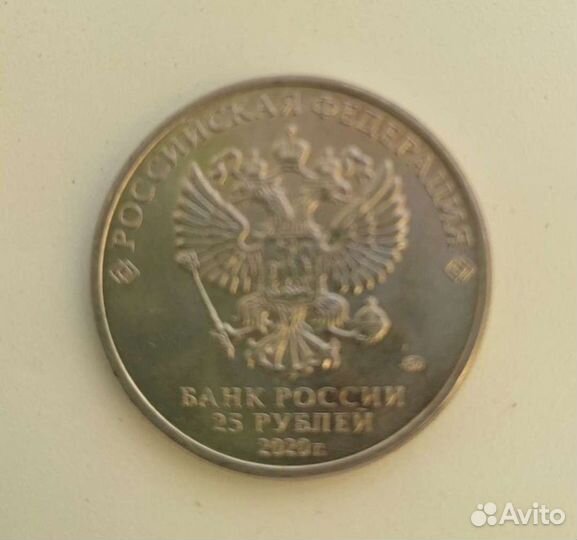 РОССИЙСКАЯ ФЕДЕРАЦИЯ
БАНК РОССИИ
25 РУБЛЕЙ
2020 г.
Avito